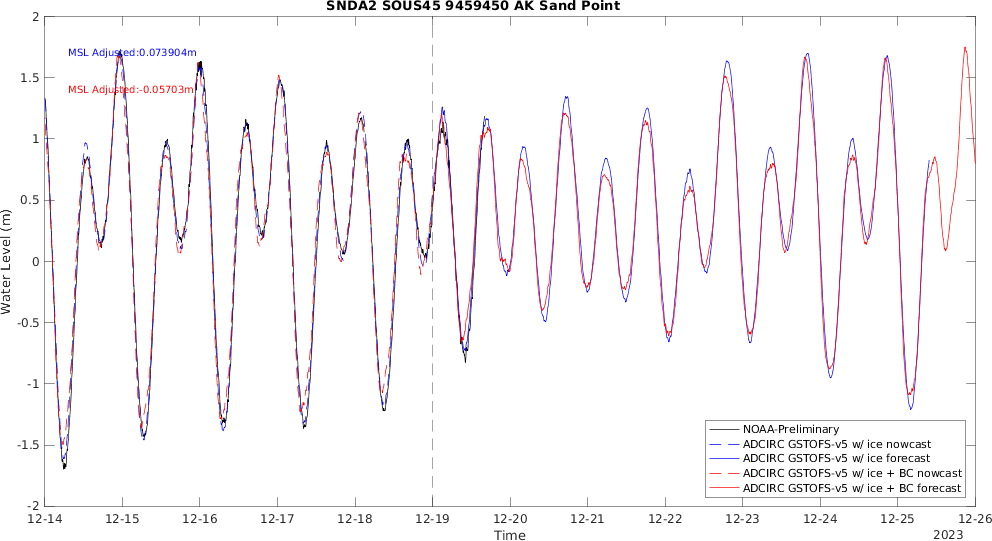 SNDA2 SOUS45 9459450 AK Sand Point
MSL Adjusted:0.073904m
MSL Adjusted:-0.05703m
2
1.5
1
0.5
0
-0.5
-1
-1.5
-2
Water Level (m)
NOAA-Preliminary
ADCIRC GSTOFS-v5 w/ ice nowcast
ADCIRC GSTOFS-v5 w/ ice forecast
ADCIRC GSTOFS-v5 w/ ice + BC nowcast
ADCIRC GSTOFS-v5 w/ ice + BC forecast
12-14 12-15 12-16 12-17 12-18 12-19 12-20 12-21 12-22 12-23 12-24 12-25 12-26
Time
2023